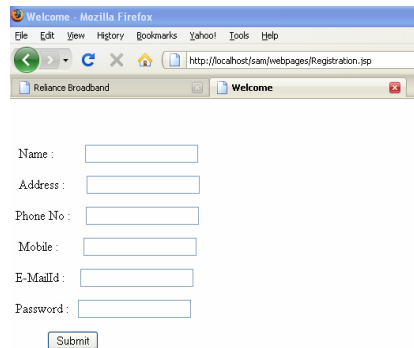 Welcome - Mozilla Firefox
File Edit View History Bookmarks Yahoo! Tools Help
http://localhost/sam/webpages/Registration.jsp
Reliance Broadband Welcome
Name :
Address :
Phone No :
Mobile :
E-MailId :
Password :
Submit